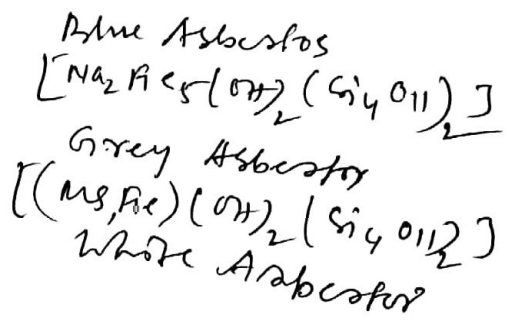 Blue Asbestos
[Na₂Fe₅(OH)₂(Si₄O₁₁)₂]
Grey Asbestos
[(Mg,Fe)(OH)₂(Si₄O₁₁)₂]
White Asbestos